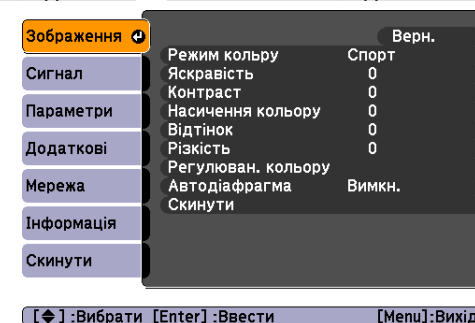 Зображення
Сигнал
Параметри
Додаткові
Мережа
Інформація
Скинути
Верн.
Режим кольру Спорт
Яскравість 0
Контраст 0
Насичення кольору 0
Відтінок 0
Різкість 0
Регулюван. кольору
Автодіафрагма Вимкн.
Скинути
[◆] :Вибрати [Enter] :Ввести [Menu]:Вихід